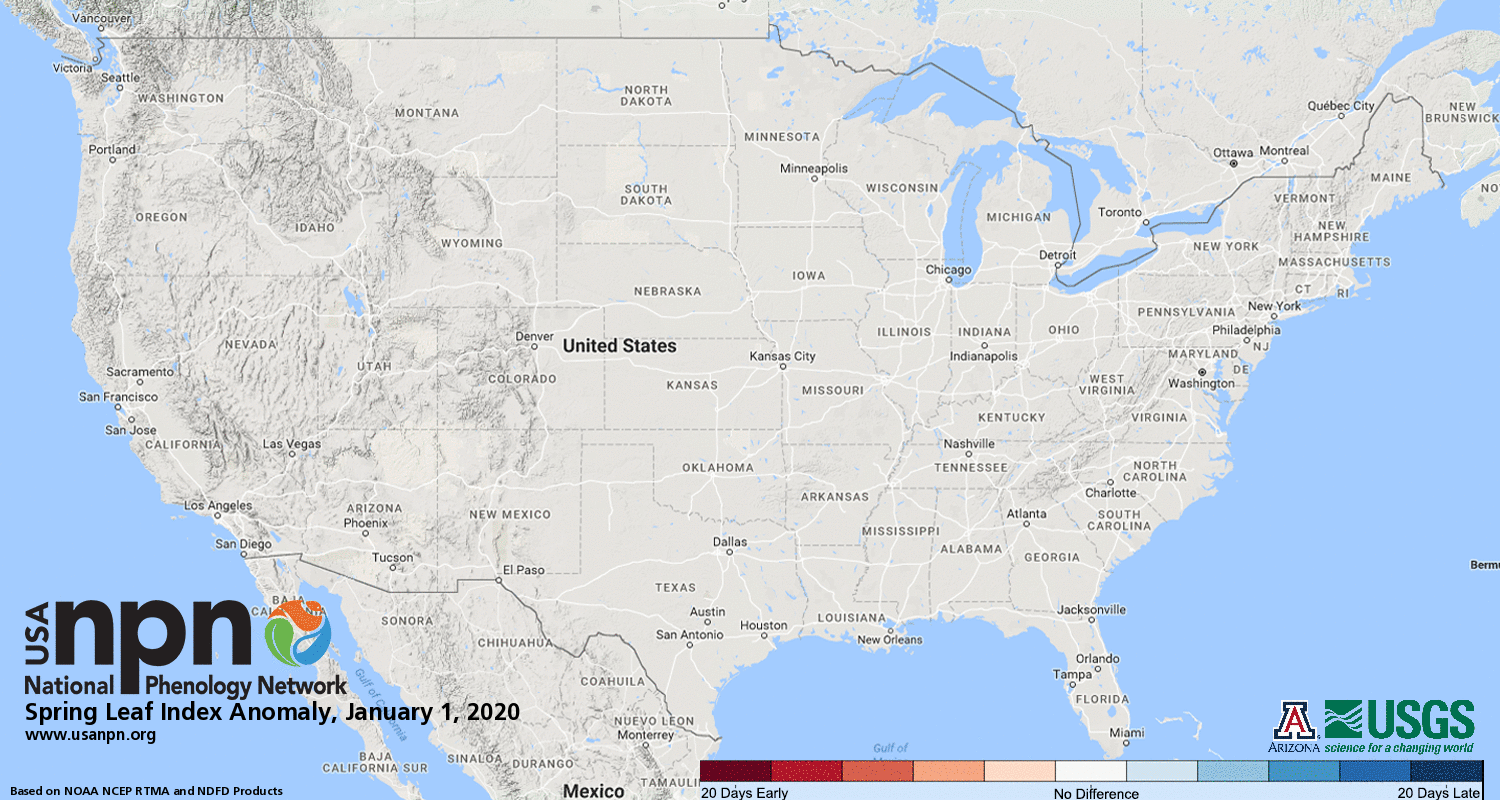 Vancouver
Victoria
Seattle
WASHINGTON
MONTANA
NORTH
DAKOTA
MINNESOTA
Québec City
NEW
BRUNSWICK
Portland
Minneapolis
Ottawa
Montreal
MAINE
SOUTH
DAKOTA
WISCONSIN
MICHIGAN
Toronto
VERMONT
NO
OREGON
IDAHO
WYOMING
NEW
HAMPSHIRE
NEW YORK
Detroit
MASSACHUSETTS
Chicago
IOWA
NEBRASKA
CT
RI
New York
PENNSYLVANIA
Philadelphia
NJ
NEVADA
UTAH
Denver
United States
Kansas City
ILLINOIS
INDIANA
Indianapolis
OHIO
MARYLAND
DE
Washington
Sacramento
San Francisco
San Jose
CALIFORNIA
COLORADO
KANSAS
MISSOURI
WEST
VIRGINIA
KENTUCKY
VIRGINIA
Las Vegas
Nashville
TENNESSEE
NORTH
CAROLINA
Charlotte
OKLAHOMA
ARKANSAS
Los Angeles
ARIZONA
Phoenix
NEW MEXICO
Atlanta
SOUTH
CAROLINA
MISSISSIPPI
ALABAMA
GEORGIA
San Diego
Tucson
El Paso
Dallas
TEXAS
Bermu
BAJA
CALIFORNIA
SONORA
CHIHUAHUA
Austin
San Antonio
Houston
LOUISIANA
New Orleans
Jacksonville
Orlando
Tampa
FLORIDA
Miami
COAHUILA
Gulf of California
NUEVO LEON
Monterrey
BAJA
CALIFORNIA SUR
SINALOA
DURANGO
TAMAULI
Mexico
Gulf of
USA
npn
National Phenology Network
Spring Leaf Index Anomaly, January 1, 2020
www.usanpn.org
Based on NOAA NCEP RTMA and NDFD Products
A
ARIZONA
USGS
science for a changing world
20 Days Early
No Difference
20 Days Late